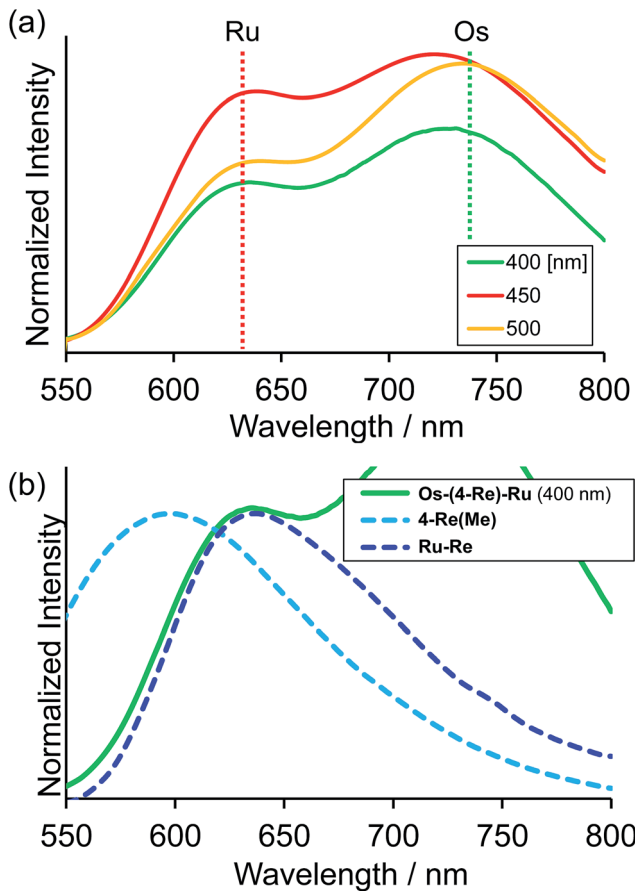 (a)
Ru
Os
Normalized Intensity
400 [nm]
450
500
550
600
650
700
750
800
Wavelength / nm
(b)
Os-(4-Re)-Ru (400 nm)
4-Re(Me)
Ru-Re
Normalized Intensity
550
600
650
700
750
800
Wavelength / nm